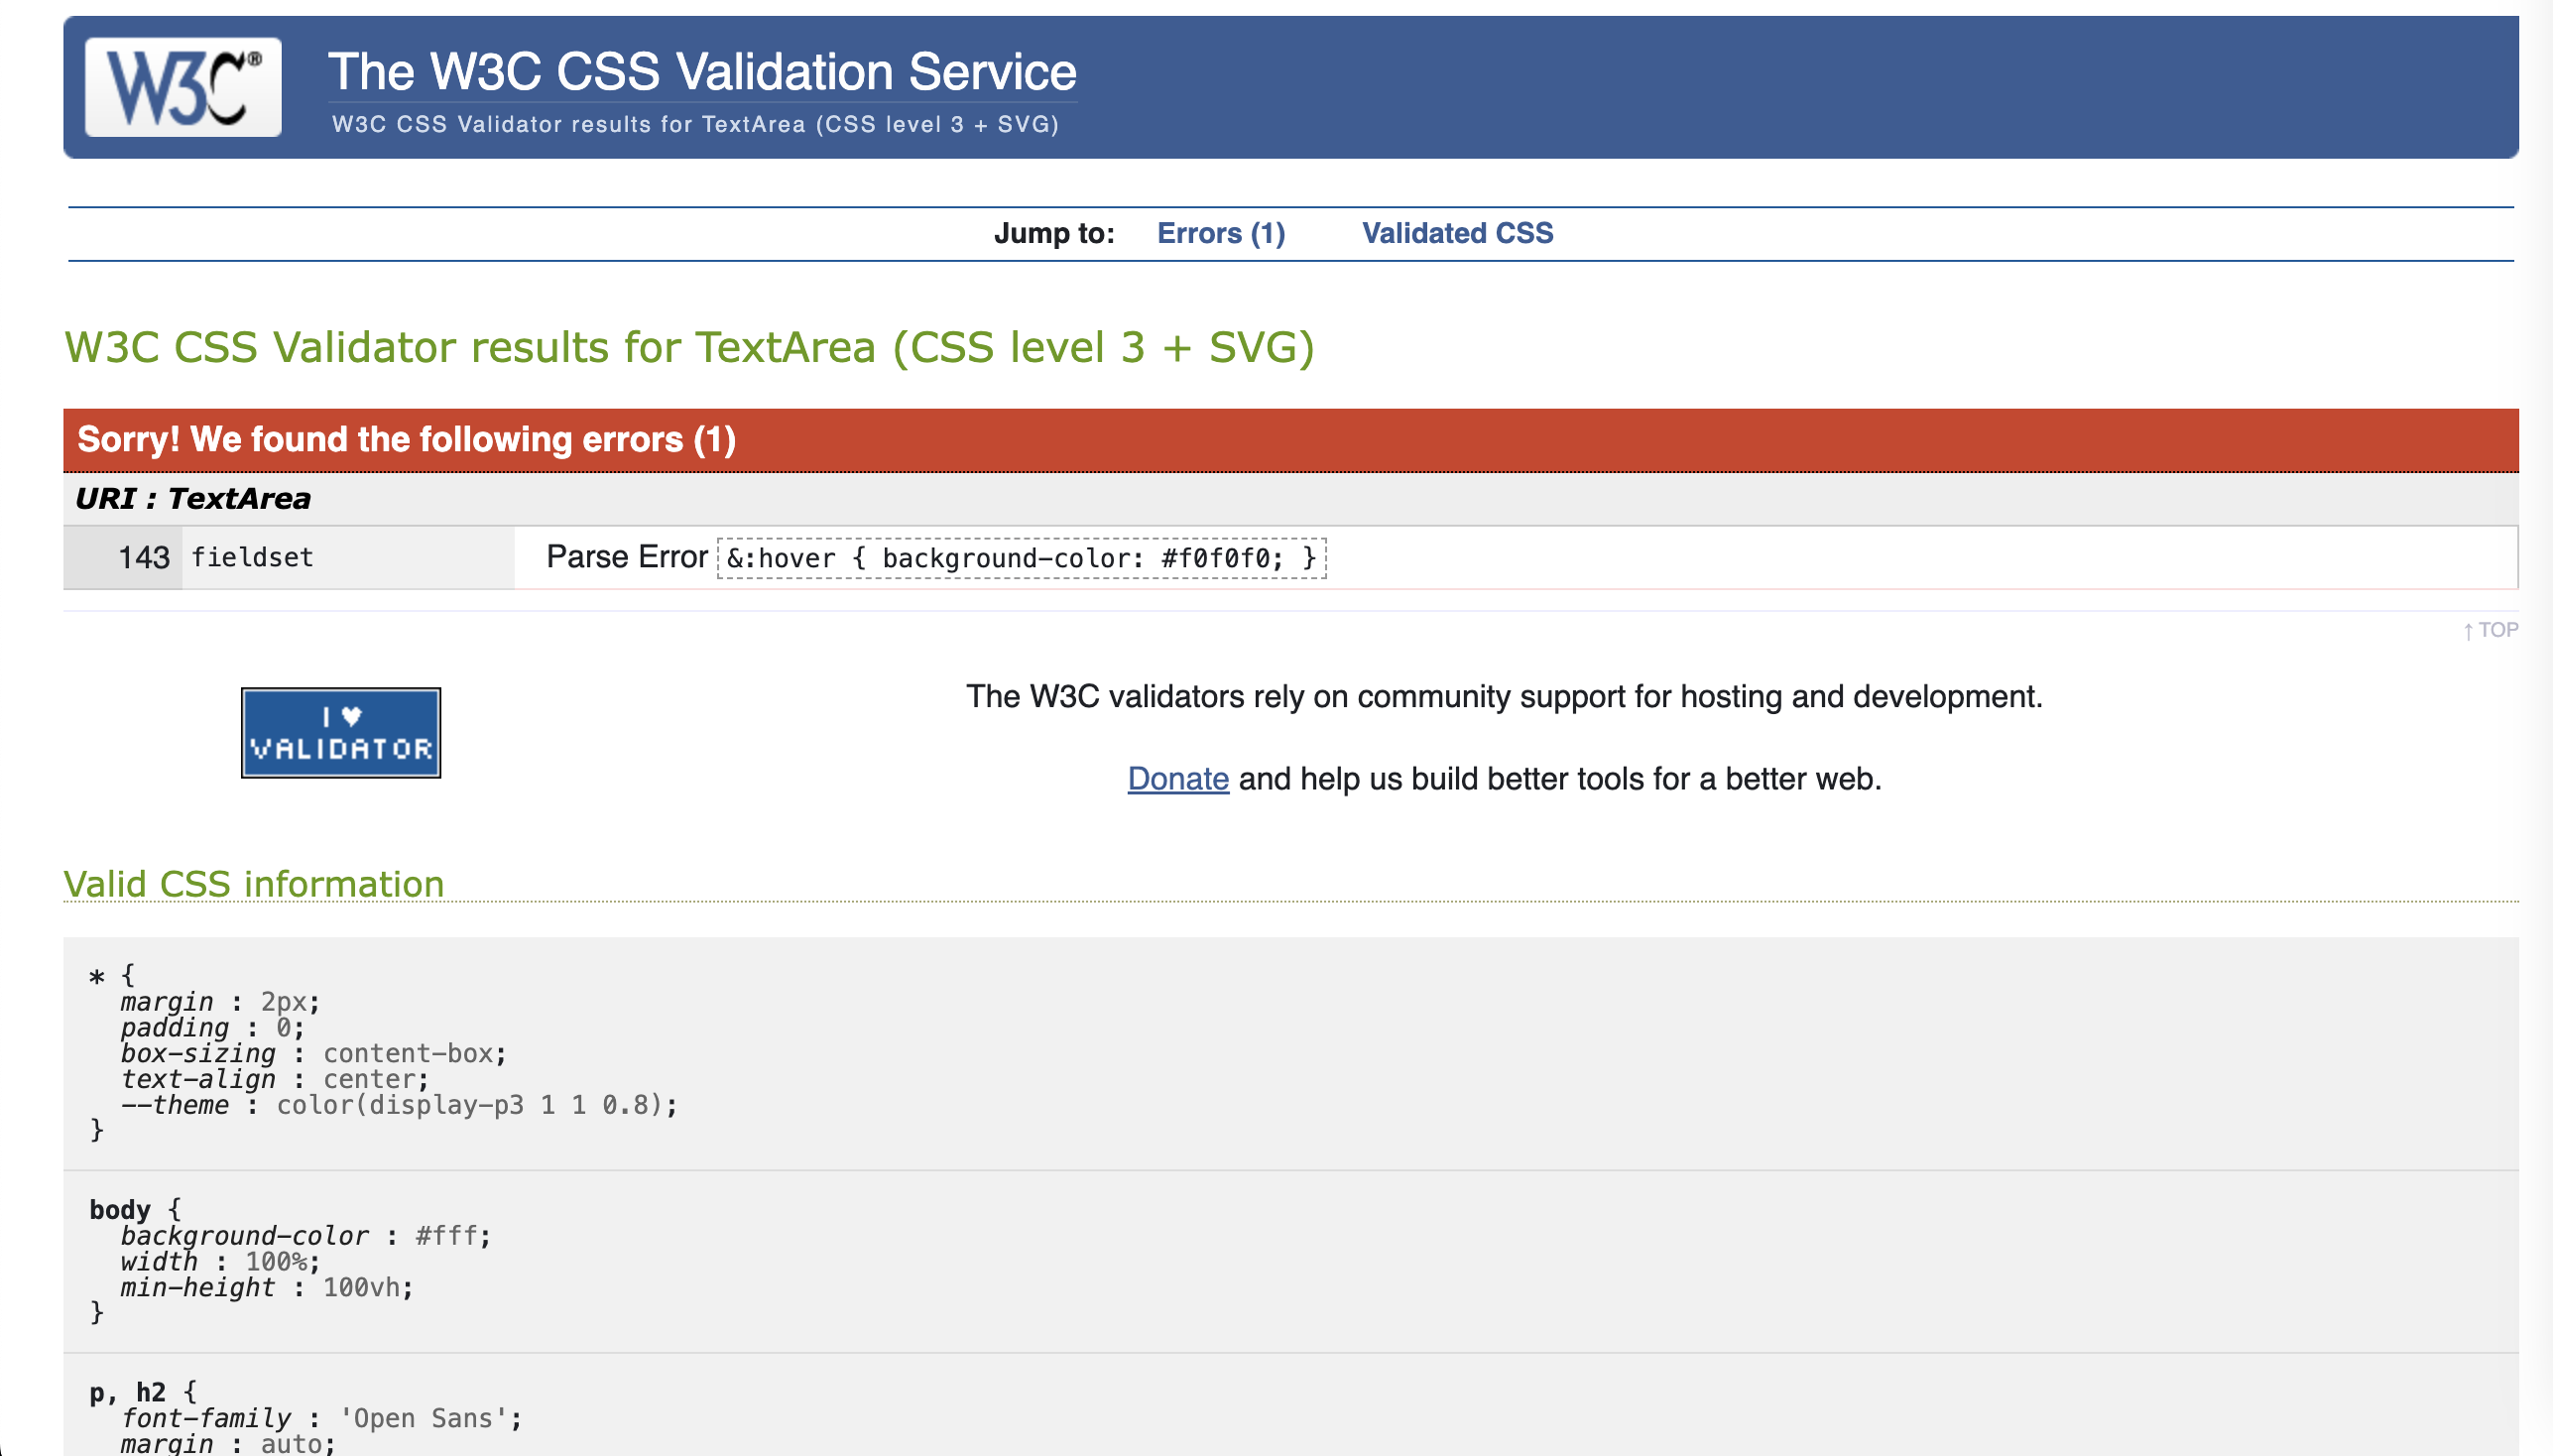 W3C®
The W3C CSS Validation Service
W3C CSS Validator results for TextArea (CSS level 3 + SVG)
Jump to: Errors (1) Validated CSS
W3C CSS Validator results for TextArea (CSS level 3 + SVG)
Sorry! We found the following errors (1)
URI : TextArea
143 fieldset Parse Error &:hover { background-color: #f0f0f0; }
↑ TOP
I ♥
VALIDATOR
The W3C validators rely on community support for hosting and development.
Donate and help us build better tools for a better web.
Valid CSS information
* {
margin : 2px;
padding : 0;
box-sizing : content-box;
text-align : center;
--theme : color(display-p3 1 1 0.8);
}
body {
background-color : #fff;
width : 100%;
min-height : 100vh;
}
p, h2 {
font-family : 'Open Sans';
margin : auto;